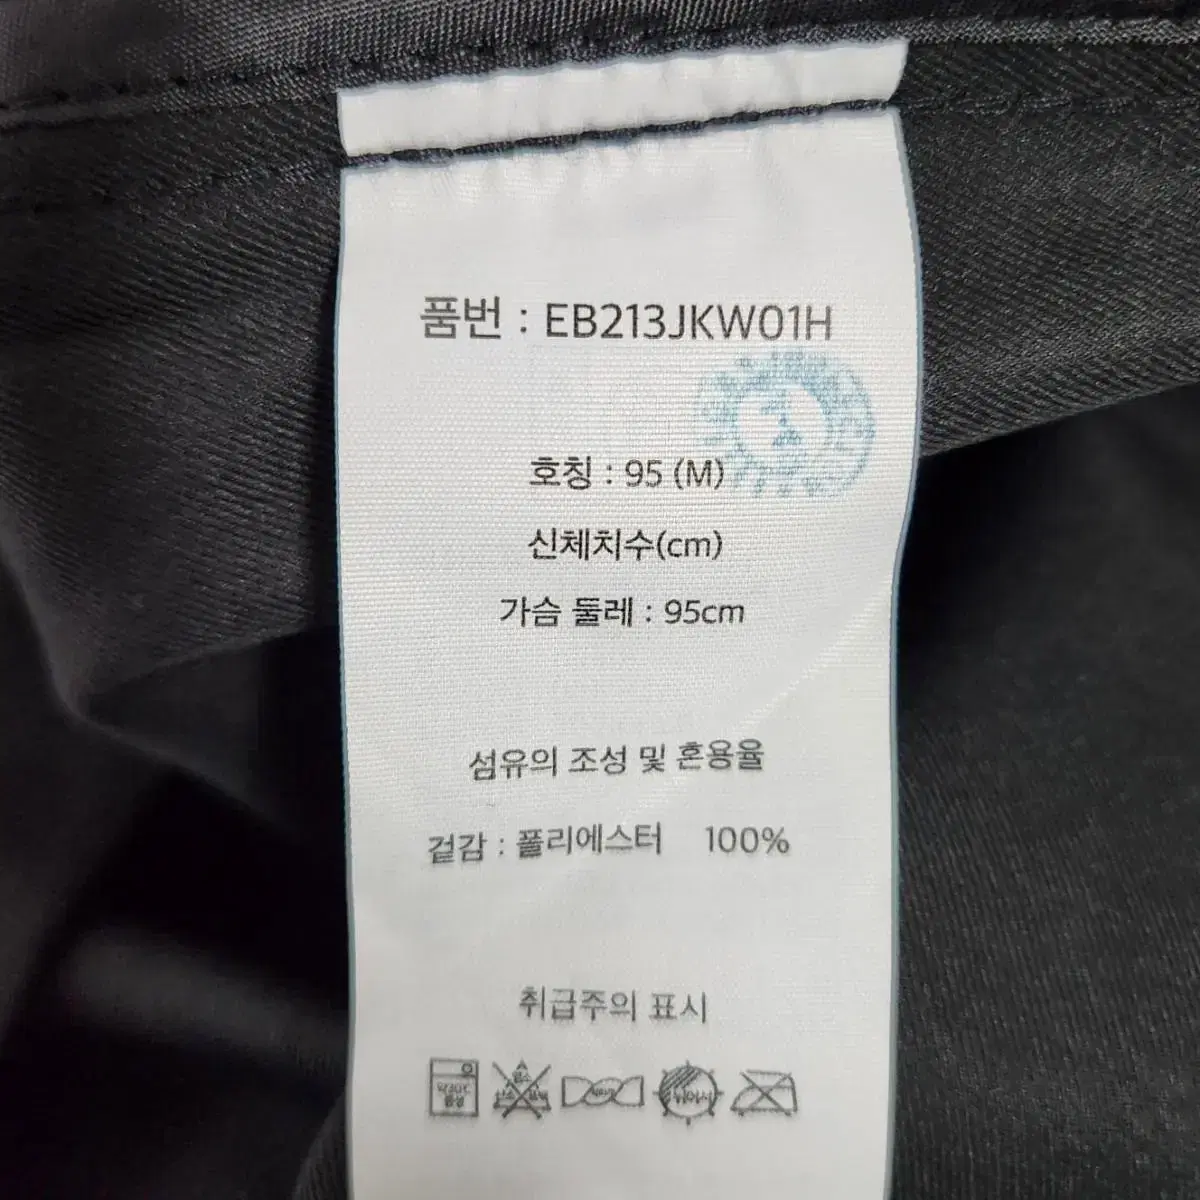 품번 : EB213JKW01H
호칭 : 95 (M)
신체치수(cm)
가슴 둘레 : 95cm
섬유의 조성 및 혼용율
겉감 : 폴리에스터 100%
취급주의 표시